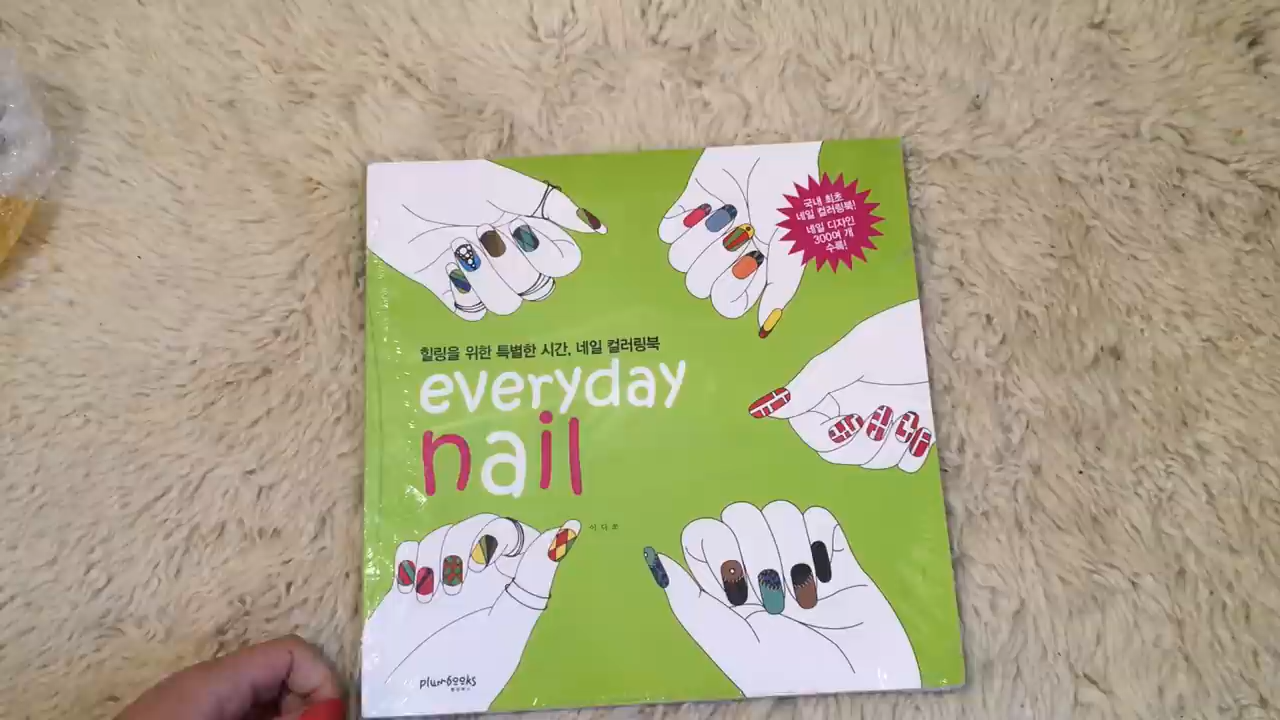 국내 최초
네일 컬러링북!
네일 디자인
300여 개
수록!
힐링을 위한 특별한 시간, 네일 컬러링북
everyday
nail
plumbooks